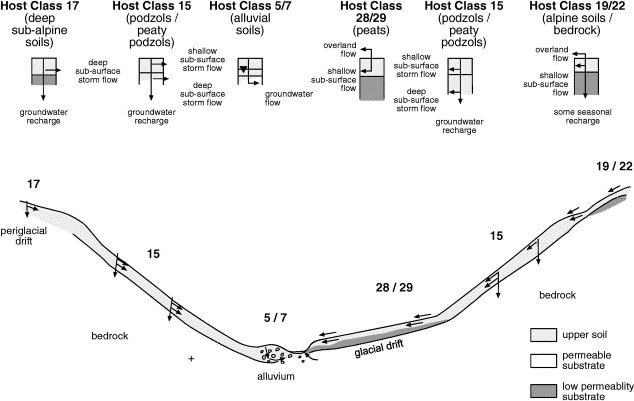 Host Class 17
(deep
sub-alpine
soils)
Host Class 15
(podzols /
peaty
podzols)
Host Class 5/7
(alluvial
soils)
Host Class
28/29
(peats)
Host Class 15
(podzols /
peaty
podzols)
Host Class 19/22
(alpine soils /
bedrock)
deep
sub-surface
storm flow
groundwater
recharge
groundwater
recharge
shallow
sub-surface
storm flow
deep
sub-surface
storm flow
groundwater
flow
overland
flow
shallow
sub-surface
flow
shallow
sub-surface
storm flow
deep
sub-surface
storm flow
groundwater
recharge
overland
flow
shallow
sub-surface
flow
some seasonal
recharge
17
periglacial
drift
15
bedrock
+
5 / 7
alluvium
28 / 29
glacial drift
15
19 / 22
bedrock
upper soil
permeable
substrate
low permeablity
substrate